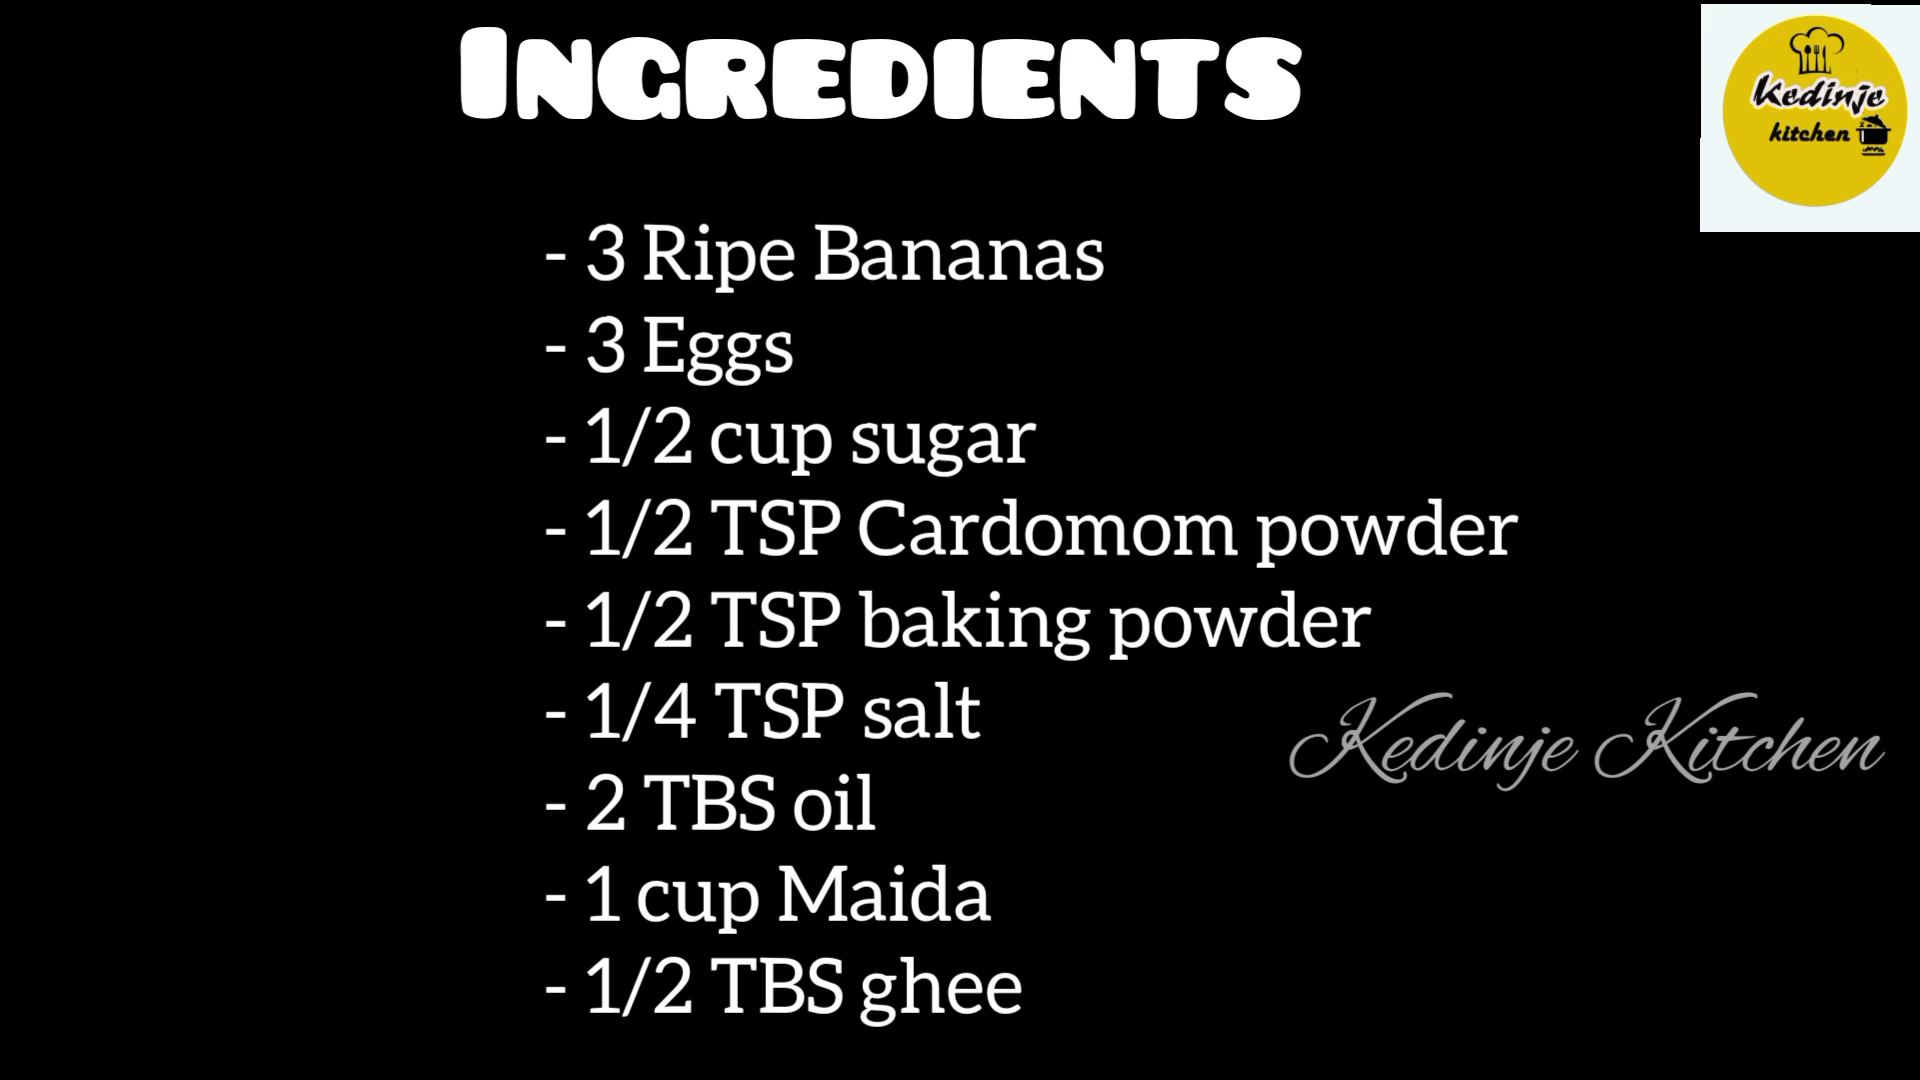 INGREDIENTS
Kedinje
kitchen
- 3 Ripe Bananas
- 3 Eggs
- 1/2 cup sugar
- 1/2 TSP Cardomom powder
- 1/2 TSP baking powder
- 1/4 TSP salt
Kedinje Kitchen
- 2 TBS oil
- 1 cup Maida
- 1/2 TBS ghee